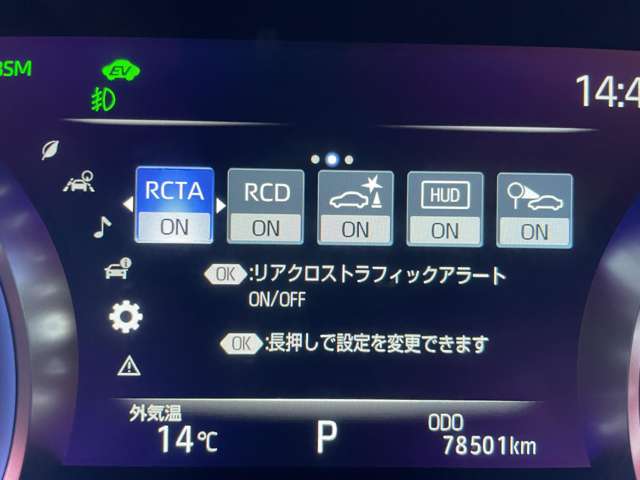 BSM
EV
14:4
RCTA
RCD
HUD
ON
ON
ON
ON
ON
OK :リアクロストラフィックアラート
ON/OFF
OK :長押しで設定を変更できます
外気温
14℃
P
ODO
78501km